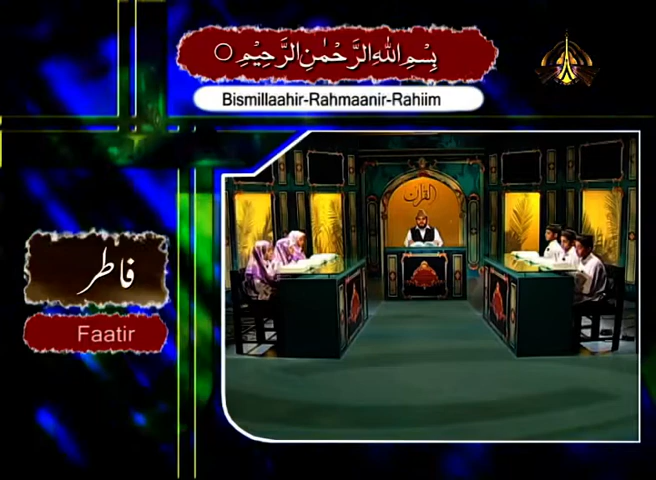 بِسْمِ اللّٰهِ الرَّحْمٰنِ الرَّحِيْمِ ○
Bismillaahir-Rahmaanir-Rahiim
القرآن
فاطر
Faatir